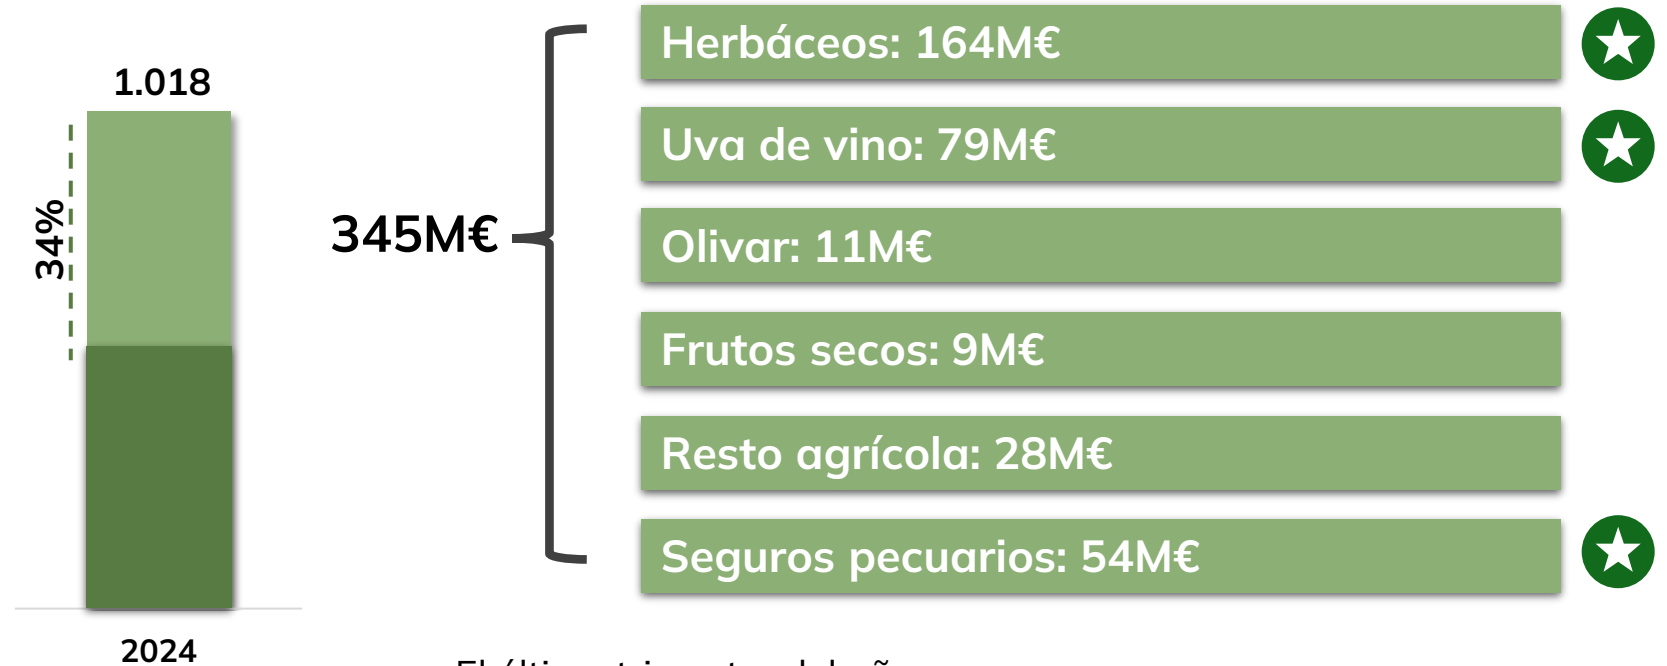 1.018
34%
345M€
Herbáceos: 164M€
Uva de vino: 79M€
Olivar: 11M€
Frutos secos: 9M€
Resto agrícola: 28M€
Seguros pecuarios: 54M€
2024